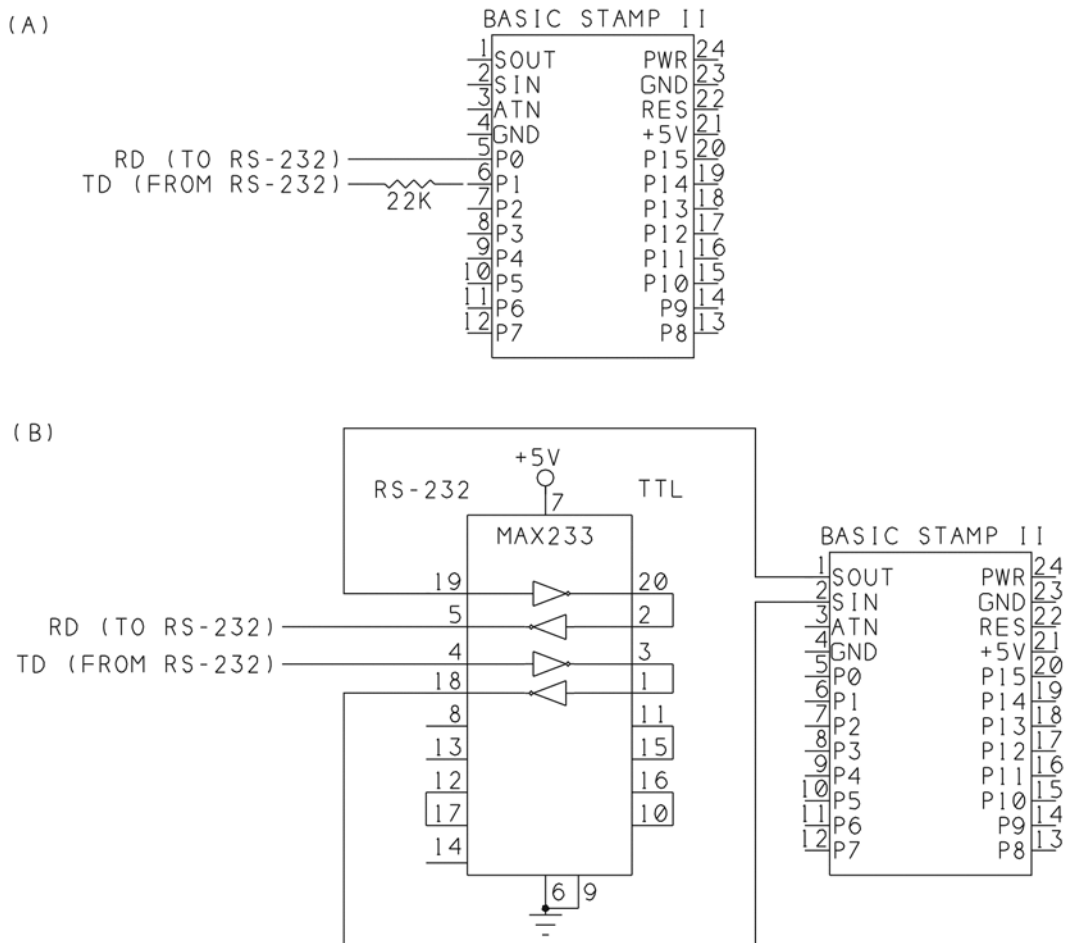 (A)
BASIC STAMP II
1 SOUT PWR 24
2 SIN GND 23
3 ATN RES 22
4 GND +5V 21
RD (TO RS-232) 5 P0 P15 20
TD (FROM RS-232) 22K 6 P1 P14 19
7 P2 P13 18
8 P3 P12 17
9 P4 P11 16
10 P5 P10 15
11 P6 P9 14
12 P7 P8 13
(B)
+5V
RS-232 7 TTL
MAX233
19 20
RD (TO RS-232) 5 2
TD (FROM RS-232) 4 3
18 1
8 11
13 15
12 16
17 10
14
6 9
BASIC STAMP II
1 SOUT PWR 24
2 SIN GND 23
3 ATN RES 22
4 GND +5V 21
5 P0 P15 20
6 P1 P14 19
7 P2 P13 18
8 P3 P12 17
9 P4 P11 16
10 P5 P10 15
11 P6 P9 14
12 P7 P8 13